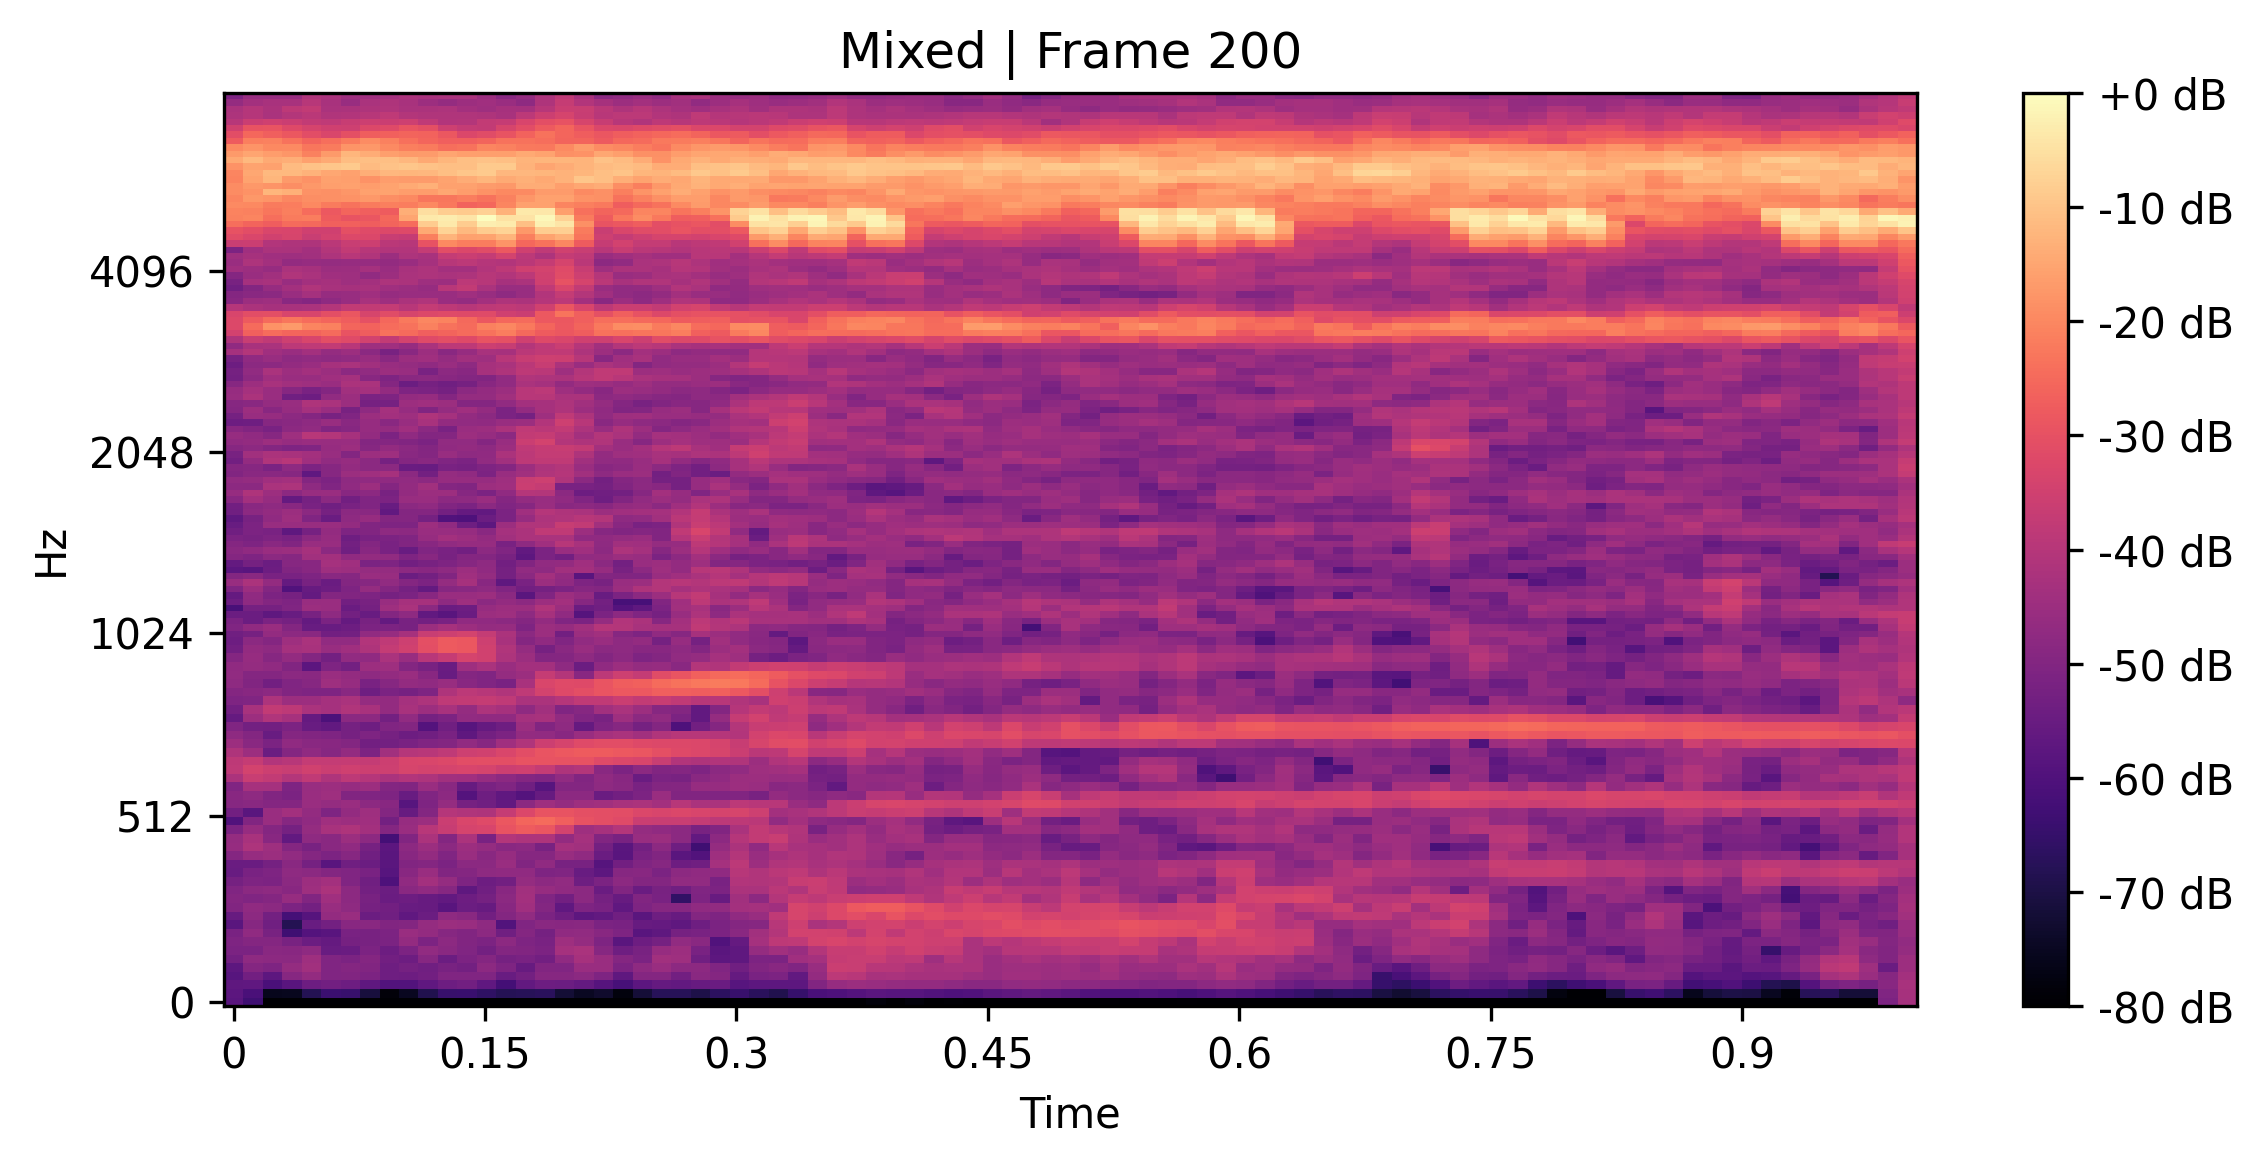 Mixed | Frame 200
Hz
4096
2048
1024
512
0
0 0.15 0.3 0.45 0.6 0.75 0.9
Time
+0 dB
-10 dB
-20 dB
-30 dB
-40 dB
-50 dB
-60 dB
-70 dB
-80 dB